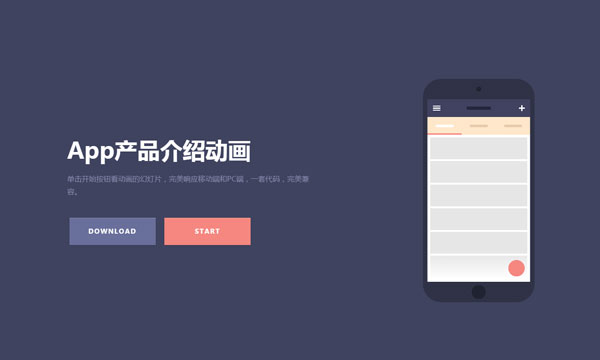 App产品介绍动画
单击开始按钮看动画的幻灯片，完美响应移动端和PC端，一套代码，完美兼
容。
DOWNLOAD
START